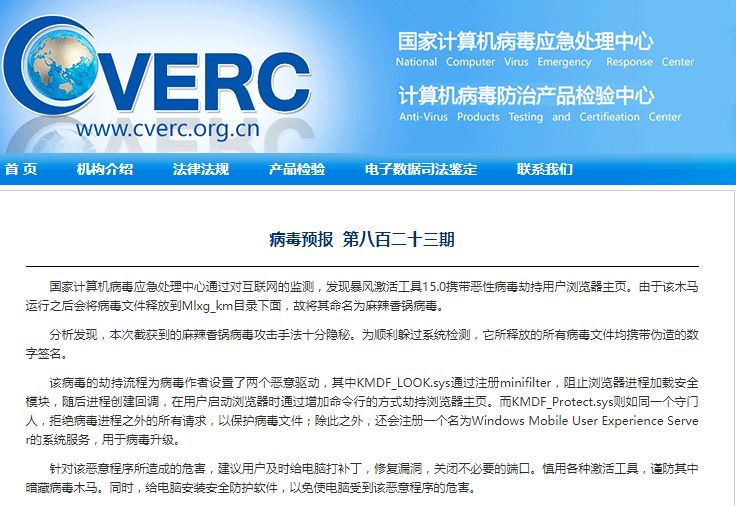 国家计算机病毒应急处理中心
National Computer Virus Emergency Response Center
CVERC
计算机病毒防治产品检验中心
Anti-Virus Products Testing and Certifieation Center
www.cverc.org.cn
首 页 机构介绍 法律法规 产品检验 电子数据司法鉴定 联系我们
病毒预报 第八百二十三期
国家计算机病毒应急处理中心通过对互联网的监测，发现暴风激活工具15.0携带恶性病毒劫持用户浏览器主页。由于该木马
运行之后会将病毒文件释放到Mlxg_km目录下面，故将其命名为麻辣香锅病毒。
分析发现，本次截获到的麻辣香锅病毒攻击手法十分隐秘。为顺利躲过系统检测，它所释放的所有病毒文件均携带伪造的数
字签名。
该病毒的劫持流程为病毒作者设置了两个恶意驱动，其中KMDF_LOOK.sys通过注册minifilter，阻止浏览器进程加载安全
模块，随后进程创建回调，在用户启动浏览器时通过增加命令行的方式劫持浏览器主页。而KMDF_Protect.sys则如同一个守门
人，拒绝病毒进程之外的所有请求，以保护病毒文件；除此之外，还会注册一个名为Windows Mobile User Experience Serve
r的系统服务，用于病毒升级。
针对该恶意程序所造成的危害，建议用户及时给电脑打补丁，修复漏洞，关闭不必要的端口。慎用各种激活工具，谨防其中
暗藏病毒木马。同时，给电脑安装安全防护软件，以免使电脑受到该恶意程序的危害。